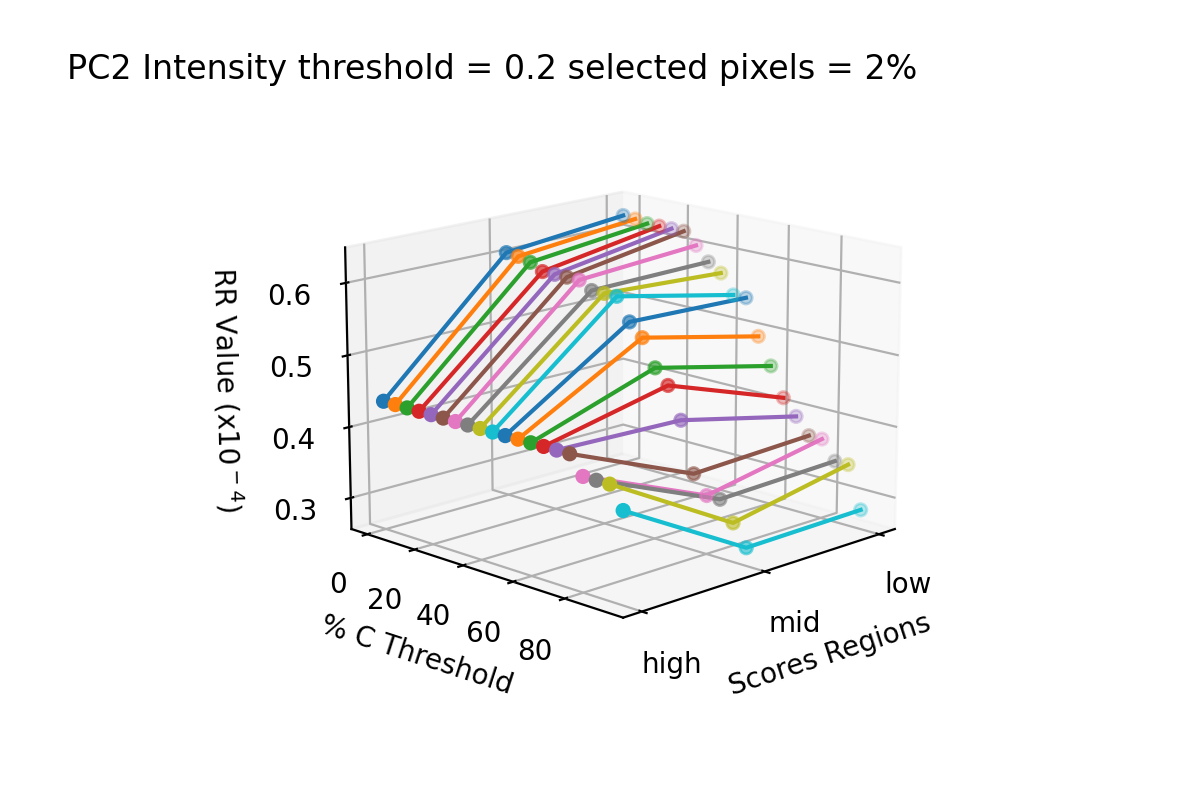 PC2 Intensity threshold = 0.2 selected pixels = 2%
RR Value (x10⁻⁴)
0.6
0.5
0.4
0.3
0
20
40
60
80
% C Threshold
high
mid
low
Scores Regions